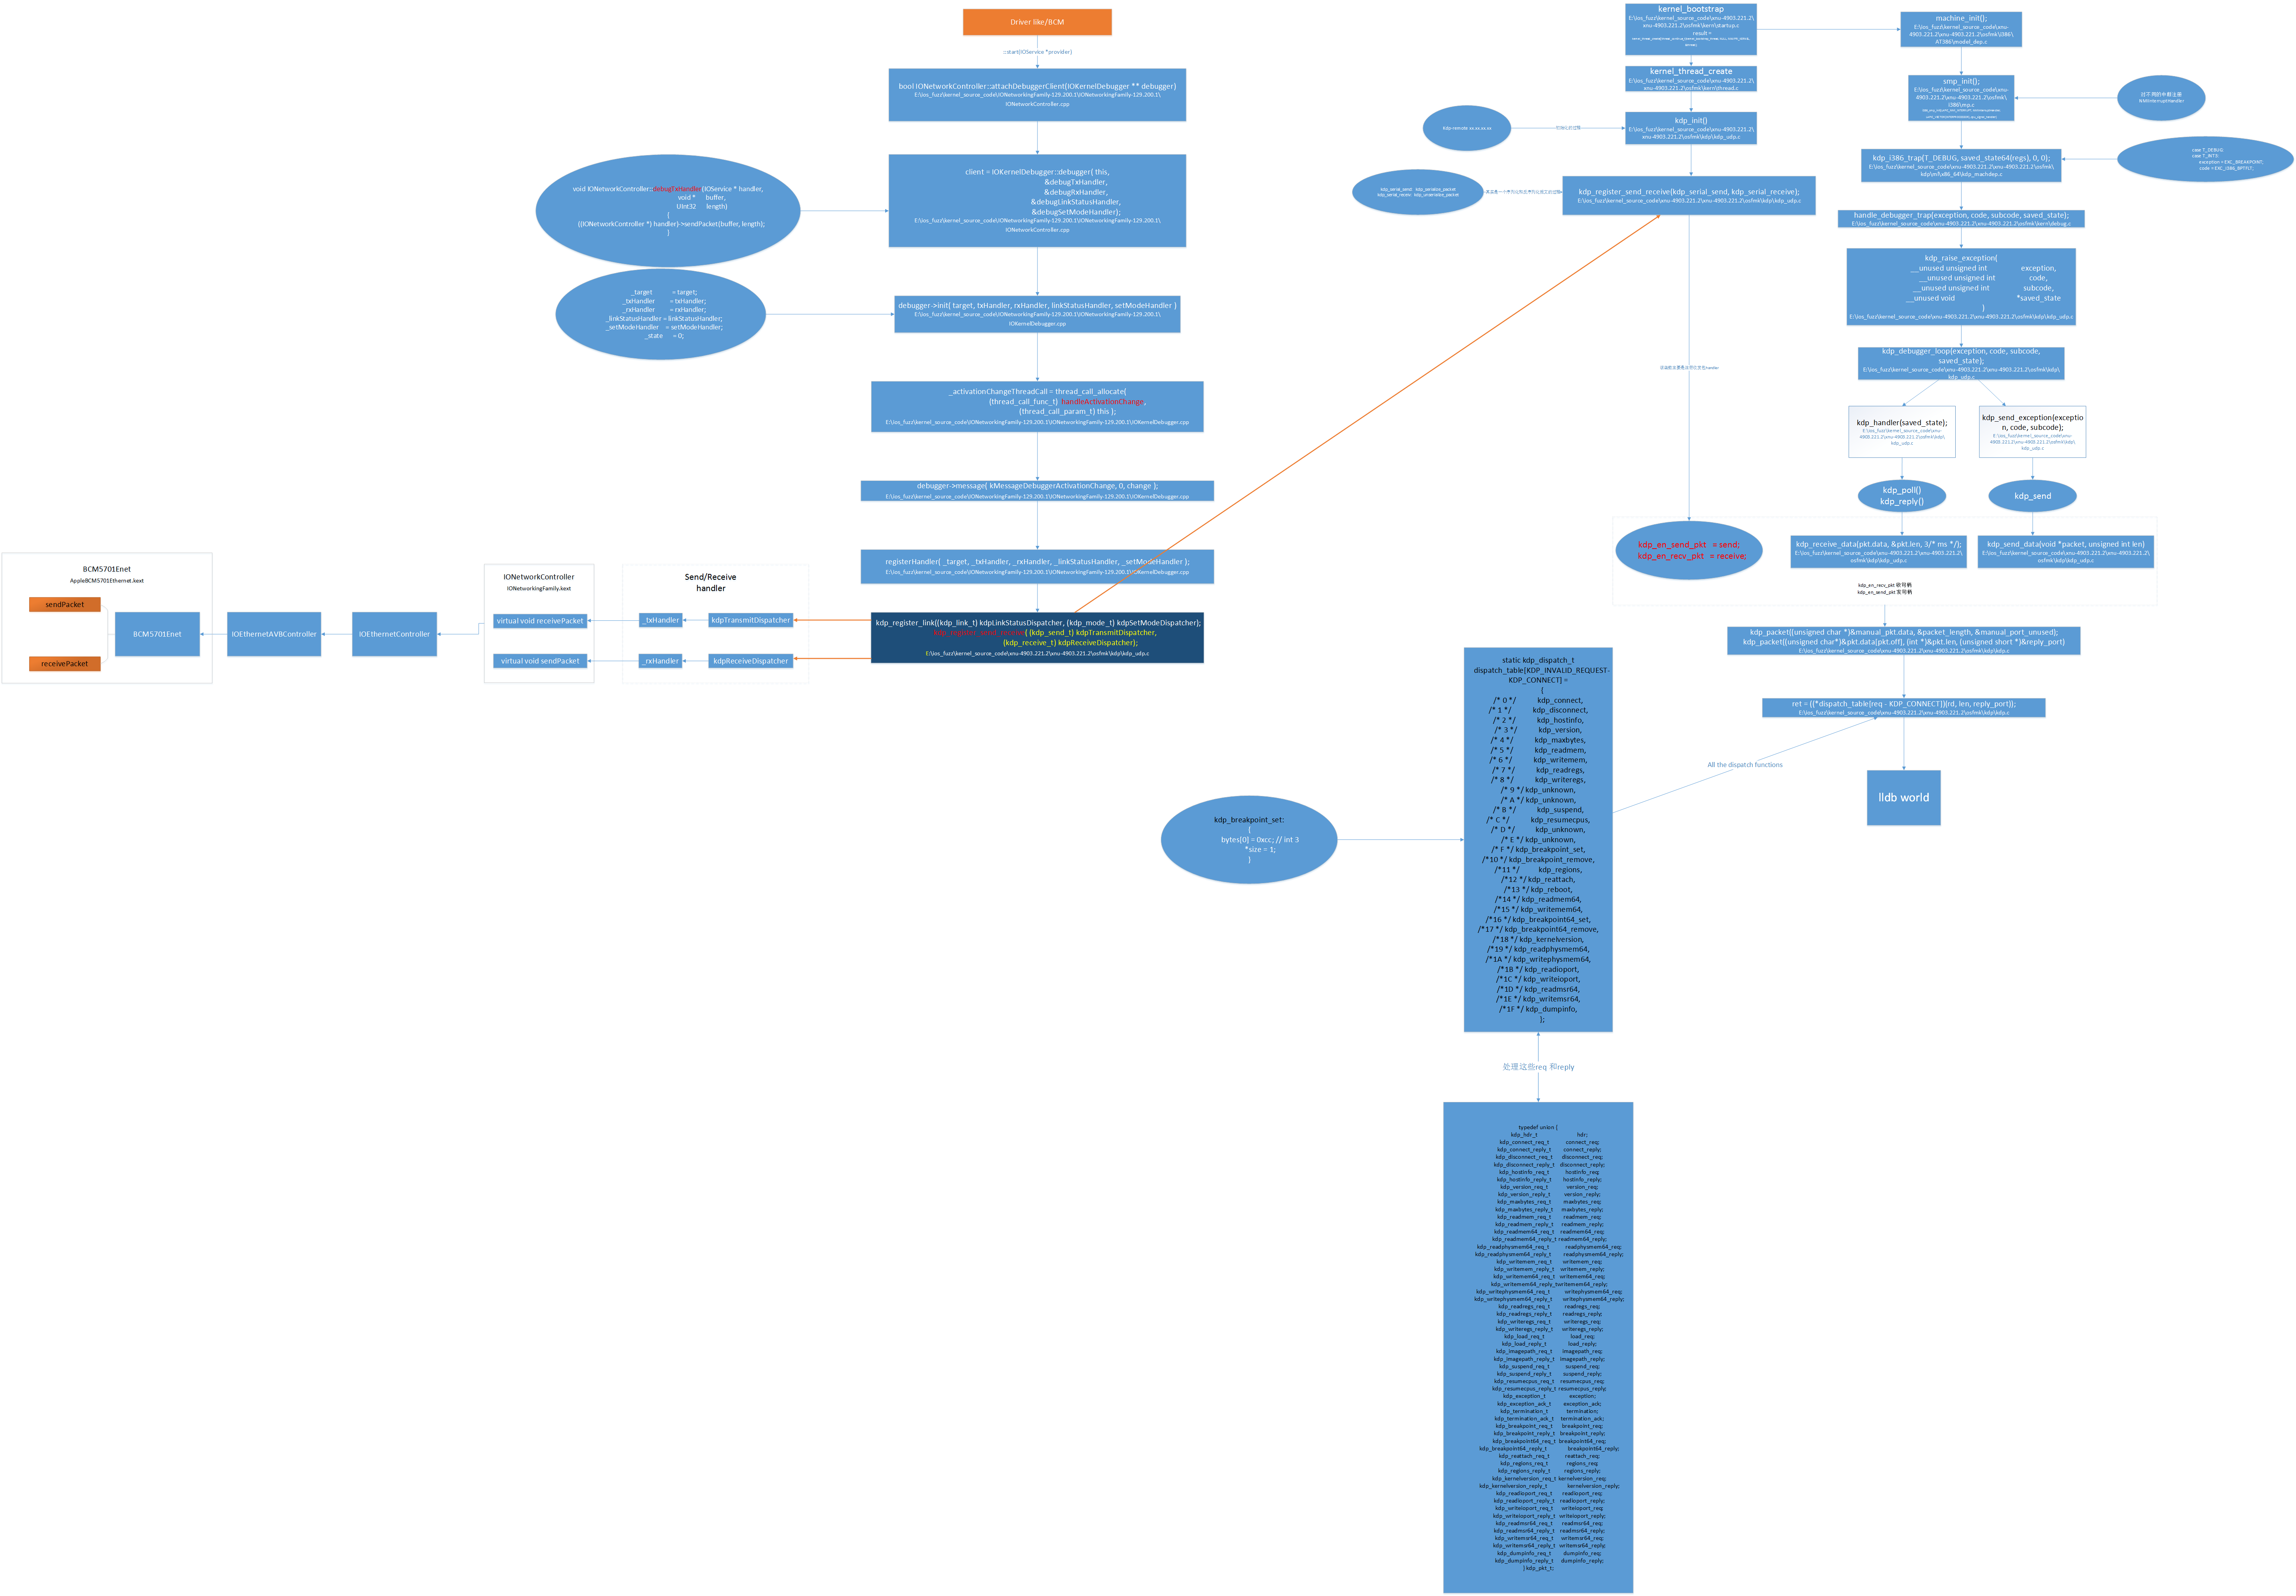 Driver like/BCM
::start(IOService *provider)
bool IONetworkController::attachDebuggerClient(IOKernelDebugger ** debugger)
E:\ios_fuzz\kernel_source_code\IONetworkingFamily-129.200.1\IONetworkingFamily-129.200.1\
IONetworkController.cpp
void IONetworkController::debugTxHandler(IOService * handler,
void * buffer,
UInt32 length)
{
((IONetworkController *) handler)->sendPacket(buffer, length);
}
client = IOKernelDebugger::debugger( this,
&debugTxHandler,
&debugRxHandler,
&debugLinkStatusHandler,
&debugSetModeHandler);
E:\ios_fuzz\kernel_source_code\IONetworkingFamily-129.200.1\IONetworkingFamily-129.200.1\
IONetworkController.cpp
_target = target;
_txHandler = txHandler;
_rxHandler = rxHandler;
_linkStatusHandler = linkStatusHandler;
_setModeHandler = setModeHandler;
_state = 0;
debugger->init( target, txHandler, rxHandler, linkStatusHandler, setModeHandler )
E:\ios_fuzz\kernel_source_code\IONetworkingFamily-129.200.1\IONetworkingFamily-129.200.1\
IOKernelDebugger.cpp
_activationChangeThreadCall = thread_call_allocate(
(thread_call_func_t) handleActivationChange,
(thread_call_param_t) this );
E:\ios_fuzz\kernel_source_code\IONetworkingFamily-129.200.1\IONetworkingFamily-129.200.1\IOKernelDebugger.cpp
debugger->message( kMessageDebuggerActivationChange, 0, change );
E:\ios_fuzz\kernel_source_code\IONetworkingFamily-129.200.1\IONetworkingFamily-129.200.1\IOKernelDebugger.cpp
registerHandler( _target, _txHandler, _rxHandler, _linkStatusHandler, _setModeHandler );
E:\ios_fuzz\kernel_source_code\IONetworkingFamily-129.200.1\IONetworkingFamily-129.200.1\IOKernelDebugger.cpp
kdp_register_link((kdp_link_t) kdpLinkStatusDispatcher, (kdp_mode_t) kdpSetModeDispatcher);
kdp_register_send_receive( (kdp_send_t) kdpTransmitDispatcher,
(kdp_receive_t) kdpReceiveDispatcher);
E:\ios_fuzz\kernel_source_code\xnu-4903.221.2\xnu-4903.221.2\osfmk\kdp\kdp_udp.c
BCM5701Enet
AppleBCM5701Ethernet.kext
sendPacket
receivePacket
BCM5701Enet
IOEthernetAVBController
IOEthernetController
IONetworkController
IONetworkingFamily.kext
virtual void receivePacket
virtual void sendPacket
Send/Receive
handler
_txHandler
kdpTransmitDispatcher
_rxHandler
kdpReceiveDispatcher
kernel_bootstrap
E:\ios_fuzz\kernel_source_code\xnu-4903.221.2\
xnu-4903.221.2\osfmk\kern\startup.c
result =
kernel_thread_create
E:\ios_fuzz\kernel_source_code\xnu-4903.221.2\
xnu-4903.221.2\osfmk\kern\thread.c
kdp-remote xx.xx.xx.xx
kdp_init()
E:\ios_fuzz\kernel_source_code\xnu-4903.221.2\
xnu-4903.221.2\osfmk\kdp\kdp_udp.c
kdp_serial_send: kdp_serialize_packet
kdp_serial_receive: kdp_unserialize_packet
kdp_register_send_receive(kdp_serial_send, kdp_serial_receive);
E:\ios_fuzz\kernel_source_code\xnu-4903.221.2\xnu-4903.221.2\osfmk\kdp\kdp_udp.c
kdp_en_send_pkt = send;
kdp_en_recv_pkt = receive;
machine_init();
E:\ios_fuzz\kernel_source_code\xnu-
4903.221.2\xnu-4903.221.2\osfmk\i386\
AT386\model_dep.c
smp_init();
E:\ios_fuzz\kernel_source_code\xnu-
4903.221.2\xnu-4903.221.2\osfmk\
i386\mp.c
对不同的中断注册
NMIInterruptHandler
kdp_i386_trap(T_DEBUG, saved_state64(regs), 0, 0);
E:\ios_fuzz\kernel_source_code\xnu-4903.221.2\xnu-4903.221.2\osfmk\
kdp\ml\x86_64\kdp_machdep.c
case T_DEBUG:
case T_INT3:
exception = EXC_BREAKPOINT;
code = EXC_I386_BPTFLT;
handle_debugger_trap(exception, code, subcode, saved_state);
E:\ios_fuzz\kernel_source_code\xnu-4903.221.2\xnu-4903.221.2\osfmk\kern\debug.c
kdp_raise_exception(
__unused unsigned int exception,
__unused unsigned int code,
__unused unsigned int subcode,
__unused void *saved_state
)
E:\ios_fuzz\kernel_source_code\xnu-4903.221.2\xnu-4903.221.2\osfmk\kdp\kdp_udp.c
kdp_debugger_loop(exception, code, subcode,
saved_state);
E:\ios_fuzz\kernel_source_code\xnu-4903.221.2\xnu-4903.221.2\osfmk\kdp\
kdp_udp.c
kdp_handler(saved_state);
E:\ios_fuzz\kernel_source_code\xnu-
4903.221.2\xnu-4903.221.2\osfmk\kdp\
kdp_udp.c
kdp_send_exception(exceptio
n, code, subcode);
E:\ios_fuzz\kernel_source_code\xnu-
4903.221.2\xnu-4903.221.2\osfmk\kdp\
kdp_udp.c
kdp_poll()
kdp_reply()
kdp_send
kdp_receive_data(pkt.data, &pkt.len, 3/* ms */);
E:\ios_fuzz\kernel_source_code\xnu-4903.221.2\xnu-4903.221.2\
osfmk\kdp\kdp_udp.c
kdp_send_data(void *packet, unsigned int len)
E:\ios_fuzz\kernel_source_code\xnu-4903.221.2\xnu-4903.221.2\
osfmk\kdp\kdp_udp.c
kdp_en_recv_pkt 收句柄
kdp_en_send_pkt 发句柄
kdp_packet((unsigned char *)&manual_pkt.data, &packet_length, &manual_port_unused);
kdp_packet((unsigned char*)&pkt.data[pkt.off], (int *)&pkt.len, (unsigned short *)&reply_port)
E:\ios_fuzz\kernel_source_code\xnu-4903.221.2\xnu-4903.221.2\osfmk\kdp\kdp.c
ret = ((*dispatch_table[req - KDP_CONNECT])(rd, len, reply_port));
E:\ios_fuzz\kernel_source_code\xnu-4903.221.2\xnu-4903.221.2\osfmk\kdp\kdp.c
All the dispatch functions
lldb world
kdp_breakpoint_set:
{
bytes[0] = 0xcc; // int 3
*size = 1;
}
static kdp_dispatch_t
dispatch_table[KDP_INVALID_REQUEST-
KDP_CONNECT] =
{
/* 0 */ kdp_connect,
/* 1 */ kdp_disconnect,
/* 2 */ kdp_hostinfo,
/* 3 */ kdp_version,
/* 4 */ kdp_maxbytes,
/* 5 */ kdp_readmem,
/* 6 */ kdp_writemem,
/* 7 */ kdp_readregs,
/* 8 */ kdp_writeregs,
/* 9 */ kdp_unknown,
/* A */ kdp_unknown,
/* B */ kdp_suspend,
/* C */ kdp_resumecpus,
/* D */ kdp_unknown,
/* E */ kdp_unknown,
/* F */ kdp_breakpoint_set,
/*10 */ kdp_breakpoint_remove,
/*11 */ kdp_regions,
/*12 */ kdp_reattach,
/*13 */ kdp_reboot,
/*14 */ kdp_readmem64,
/*15 */ kdp_writemem64,
/*16 */ kdp_breakpoint64_set,
/*17 */ kdp_breakpoint64_remove,
/*18 */ kdp_kernelversion,
/*19 */ kdp_readphysmem64,
/*1A */ kdp_writephysmem64,
/*1B */ kdp_readioport,
/*1C */ kdp_writeioport,
/*1D */ kdp_readmsr64,
/*1E */ kdp_writemsr64,
/*1F */ kdp_dumpinfo,
};
处理这些req 和reply
typedef union {
kdp_hdr_t hdr;
kdp_connect_req_t connect_req;
kdp_connect_reply_t connect_reply;
kdp_disconnect_req_t disconnect_req;
kdp_disconnect_reply_t disconnect_reply;
kdp_hostinfo_req_t hostinfo_req;
kdp_hostinfo_reply_t hostinfo_reply;
kdp_version_req_t version_req;
kdp_version_reply_t version_reply;
kdp_maxbytes_req_t maxbytes_req;
kdp_maxbytes_reply_t maxbytes_reply;
kdp_readmem_req_t readmem_req;
kdp_readmem_reply_t readmem_reply;
kdp_readmem64_req_t readmem64_req;
kdp_readmem64_reply_t readmem64_reply;
kdp_readphysmem64_req_t readphysmem64_req;
kdp_readphysmem64_reply_t readphysmem64_reply;
kdp_writemem_req_t writemem_req;
kdp_writemem_reply_t writemem_reply;
kdp_writemem64_req_t writemem64_req;
kdp_writemem64_reply_twritemem64_reply;
kdp_writephysmem64_req_t writephysmem64_req;
kdp_writephysmem64_reply_t writephysmem64_reply;
kdp_readregs_req_t readregs_req;
kdp_readregs_reply_t readregs_reply;
kdp_writeregs_req_t writeregs_req;
kdp_writeregs_reply_t writeregs_reply;
kdp_load_req_t load_req;
kdp_load_reply_t load_reply;
kdp_imagepath_req_t imagepath_req;
kdp_imagepath_reply_t imagepath_reply;
kdp_suspend_req_t suspend_req;
kdp_suspend_reply_t suspend_reply;
kdp_resumecpus_req_t resumecpus_req;
kdp_resumecpus_reply_t resumecpus_reply;
kdp_exception_t exception;
kdp_exception_ack_t exception_ack;
kdp_termination_t termination;
kdp_termination_ack_t termination_ack;
kdp_breakpoint_req_t breakpoint_req;
kdp_breakpoint_reply_t breakpoint_reply;
kdp_breakpoint64_req_t breakpoint64_req;
kdp_breakpoint64_reply_t breakpoint64_reply;
kdp_reattach_req_t reattach_req;
kdp_regions_req_t regions_req;
kdp_regions_reply_t regions_reply;
kdp_kernelversion_req_t kernelversion_req;
kdp_kernelversion_reply_t kernelversion_reply;
kdp_readioport_req_t readioport_req;
kdp_readioport_reply_t readioport_reply;
kdp_writeioport_req_t writeioport_req;
kdp_writeioport_reply_t writeioport_reply;
kdp_readmsr64_req_t readmsr64_req;
kdp_readmsr64_reply_t readmsr64_reply;
kdp_writemsr64_req_t writemsr64_req;
kdp_writemsr64_reply_t writemsr64_reply;
kdp_dumpinfo_req_t dumpinfo_req;
kdp_dumpinfo_reply_t dumpinfo_reply;
} kdp_pkt_t;